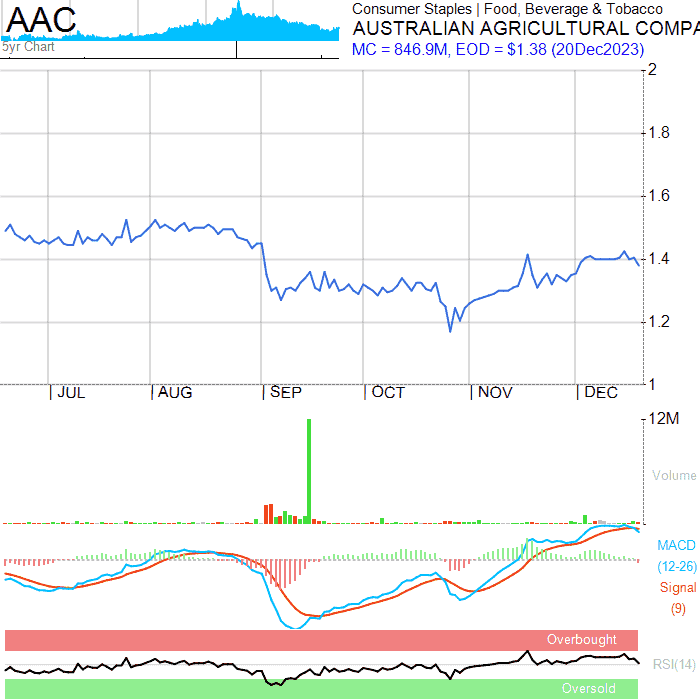 AAC
5yr Chart
Consumer Staples | Food, Beverage & Tobacco
AUSTRALIAN AGRICULTURAL COMPA
MC = 846.9M, EOD = $1.38 (20Dec2023)
2
1.8
1.6
1.4
1.2
1
JUL
AUG
SEP
OCT
NOV
DEC
12M
Volume
MACD
(12-26)
Signal
(9)
Overbought
RSI(14)
Oversold